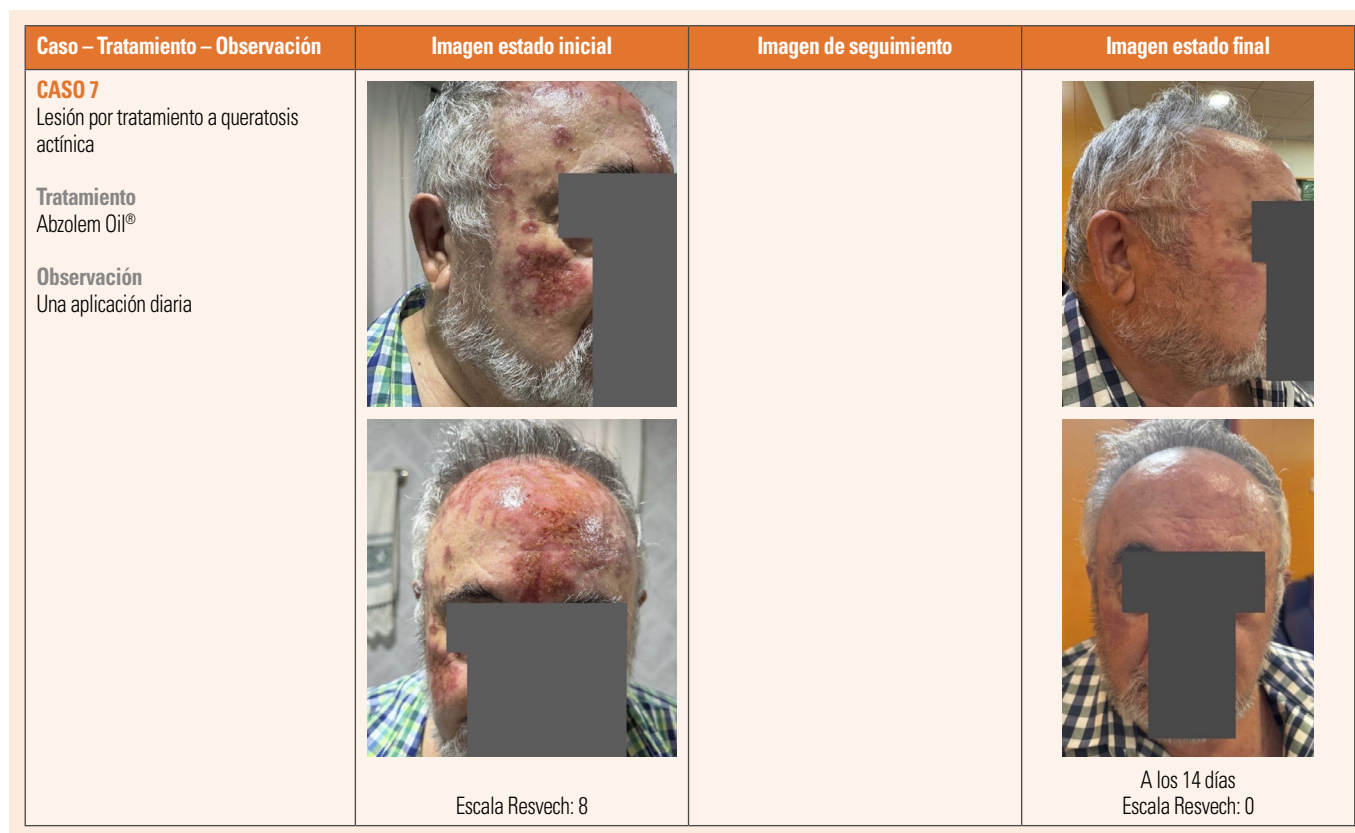 Caso – Tratamiento – Observación
Imagen estado inicial
Imagen de seguimiento
Imagen estado final
CASO 7
Lesión por tratamiento a queratosis
actínica
Tratamiento
Abzolem Oil®
Observación
Una aplicación diaria
Escala Resvech: 8
A los 14 días
Escala Resvech: 0